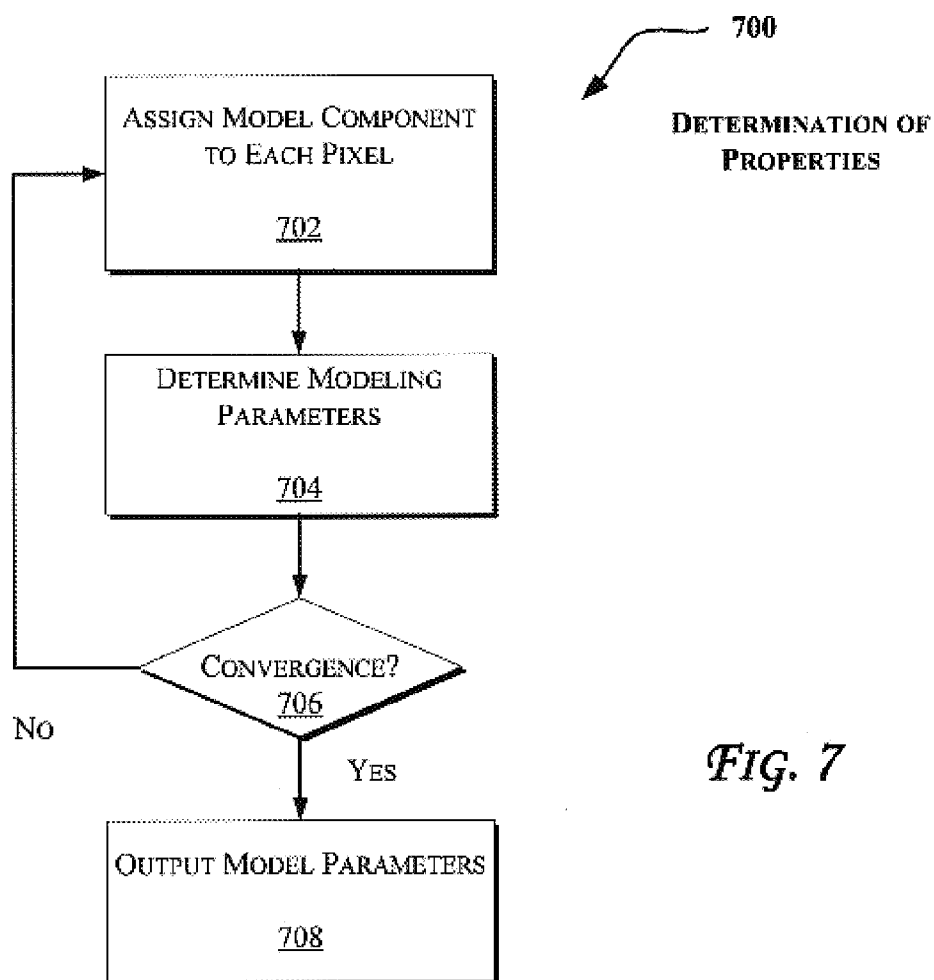 700
DETERMINATION OF
PROPERTIES
ASSIGN MODEL COMPONENT
TO EACH PIXEL
702
DETERMINE MODELING
PARAMETERS
704
CONVERGENCE?
706
NO
YES
FIG. 7
OUTPUT MODEL PARAMETERS
708